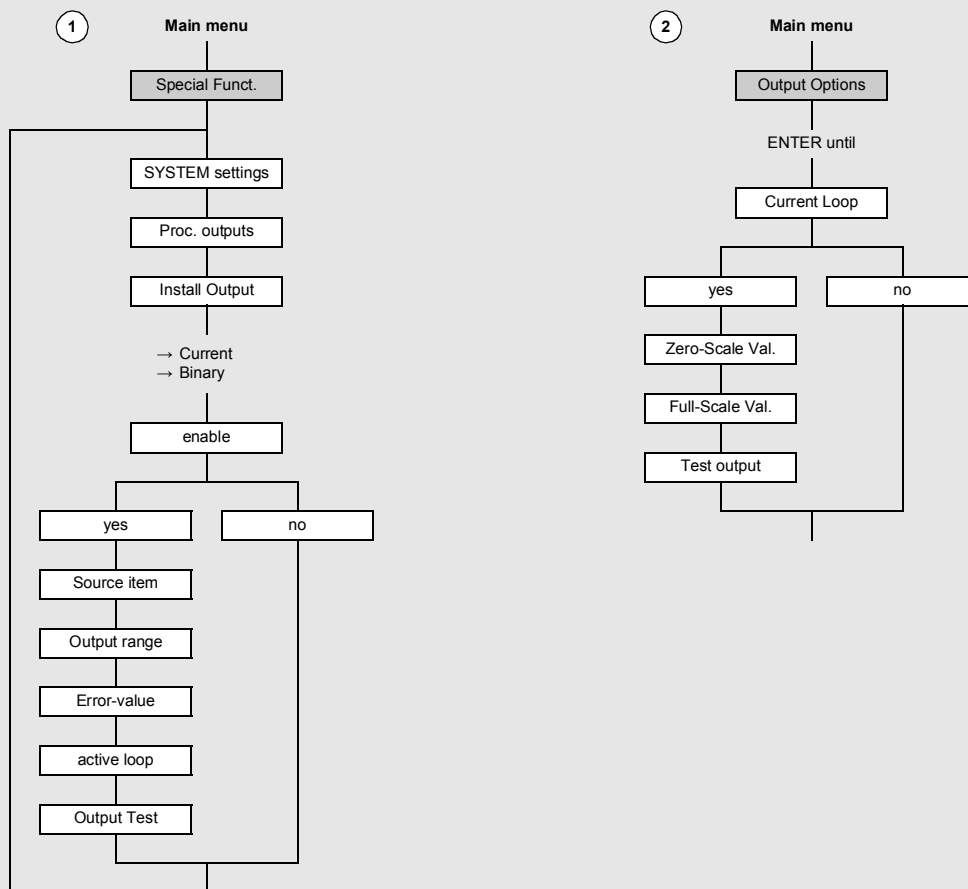 1
Main menu
Special Funct.
SYSTEM settings
Proc. outputs
Install Output
→ Current
→ Binary
enable
yes
no
Source item
Output range
Error-value
active loop
Output Test
2
Main menu
Output Options
ENTER until
Current Loop
yes
no
Zero-Scale Val.
Full-Scale Val.
Test output